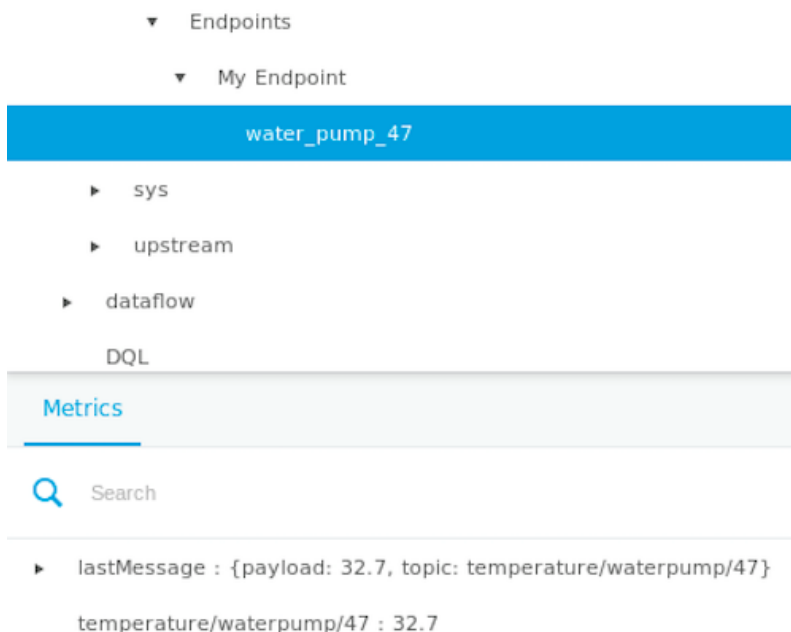 Endpoints
My Endpoint
water_pump_47
sys
upstream
dataflow
DQL
Metrics
Search
lastMessage : {payload: 32.7, topic: temperature/waterpump/47}
temperature/waterpump/47 : 32.7